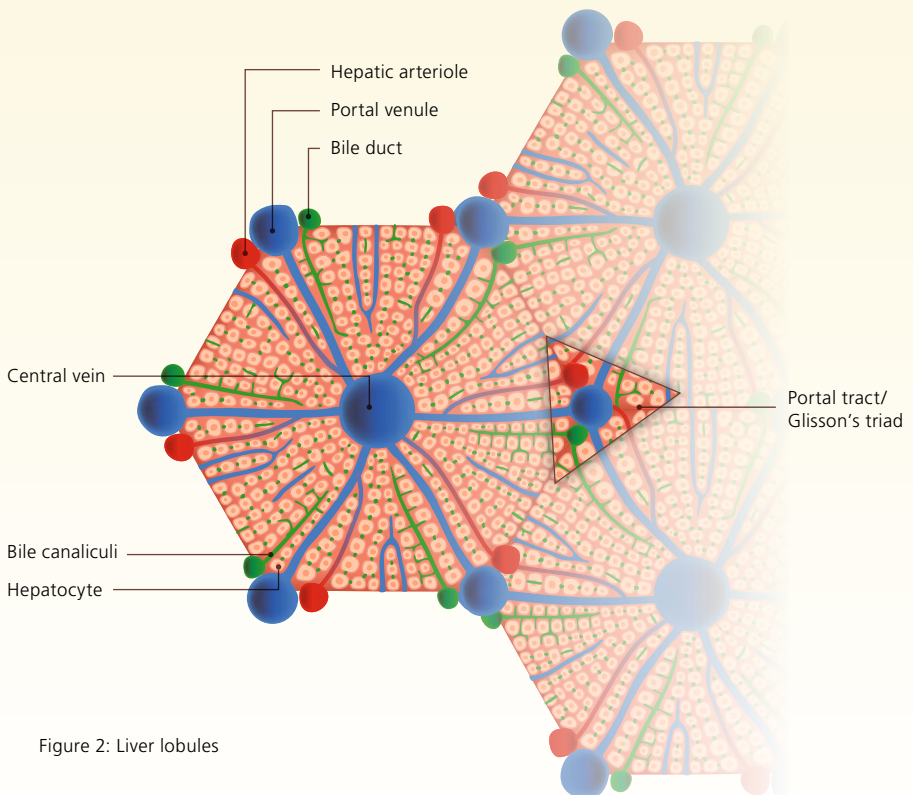 Hepatic arteriole
Portal venule
Bile duct
Central vein
Portal tract/
Glisson’s triad
Bile canaliculi
Hepatocyte
Figure 2: Liver lobules